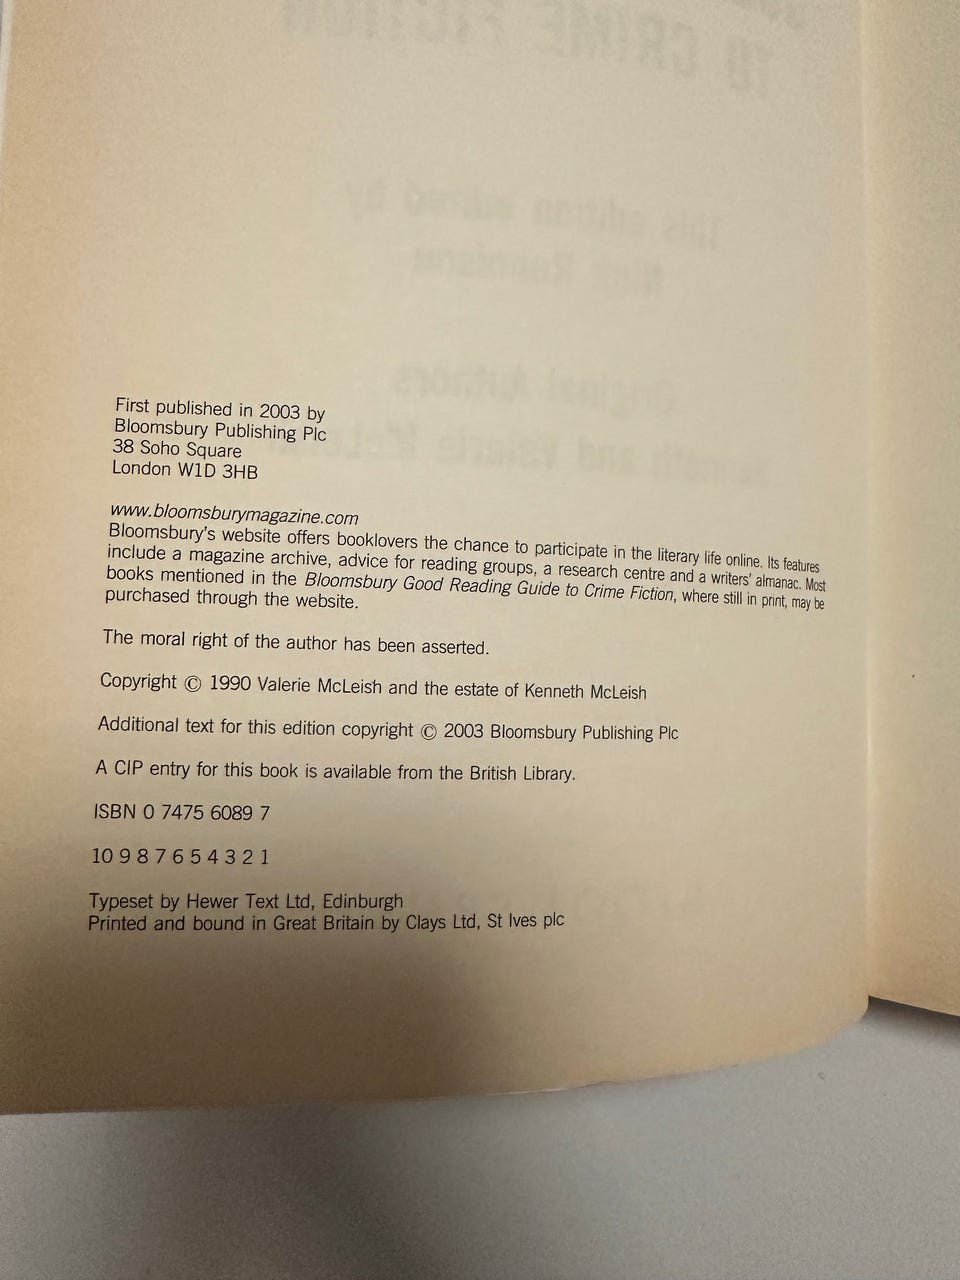 First published in 2003 by
Bloomsbury Publishing Plc
38 Soho Square
London W1D 3HB
www.bloomsburymagazine.com
Bloomsbury's website offers booklovers the chance to participate in the literary life online. Its features
include a magazine archive, advice for reading groups, a research centre and a writers' almanac. Most
books mentioned in the Bloomsbury Good Reading Guide to Crime Fiction, where still in print, may be
purchased through the website.
The moral right of the author has been asserted.
Copyright © 1990 Valerie McLeish and the estate of Kenneth McLeish
Additional text for this edition copyright © 2003 Bloomsbury Publishing Plc
A CIP entry for this book is available from the British Library.
ISBN 0 7475 6089 7
10 9 8 7 6 5 4 3 2 1
Typeset by Hewer Text Ltd, Edinburgh
Printed and bound in Great Britain by Clays Ltd, St Ives plc